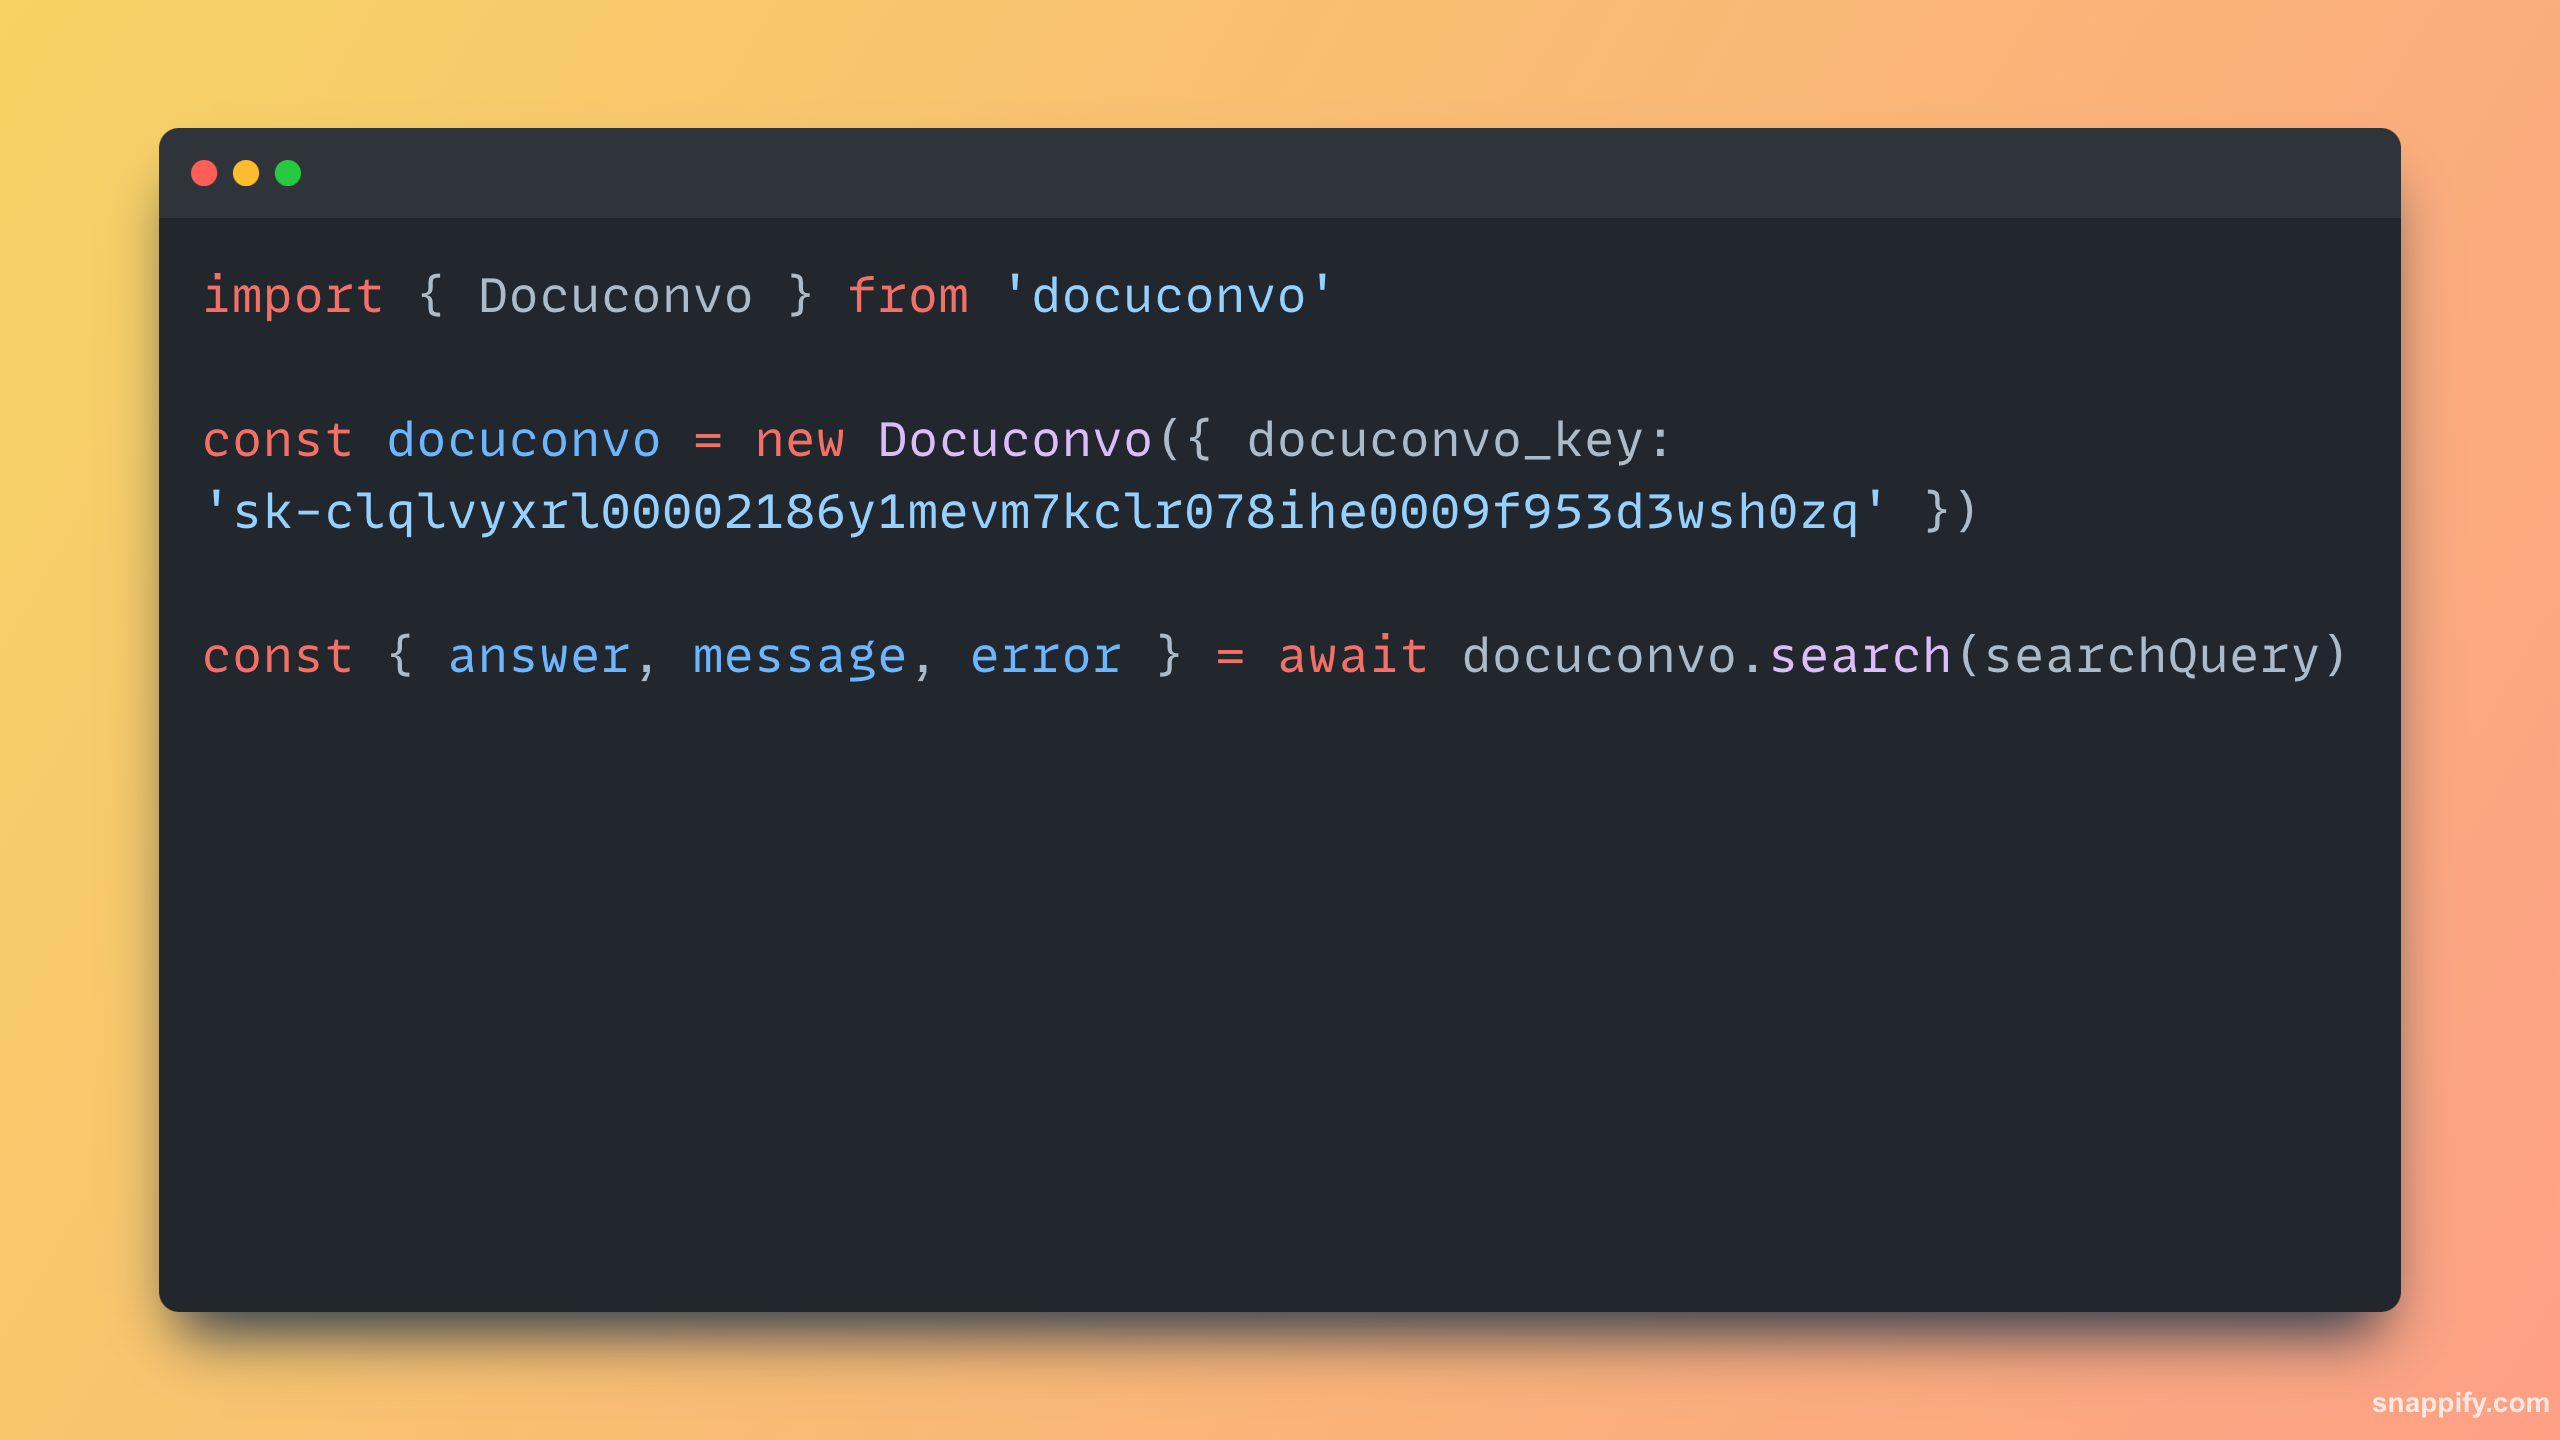 import { Docuconvo } from 'docuconvo'
const docuconvo = new Docuconvo({ docuconvo_key:
'sk-clqlvyxrl00002186y1mevm7kclr078ihe0009f953d3wsh0zq' })
const { answer, message, error } = await docuconvo.search(searchQuery)
snappify.com